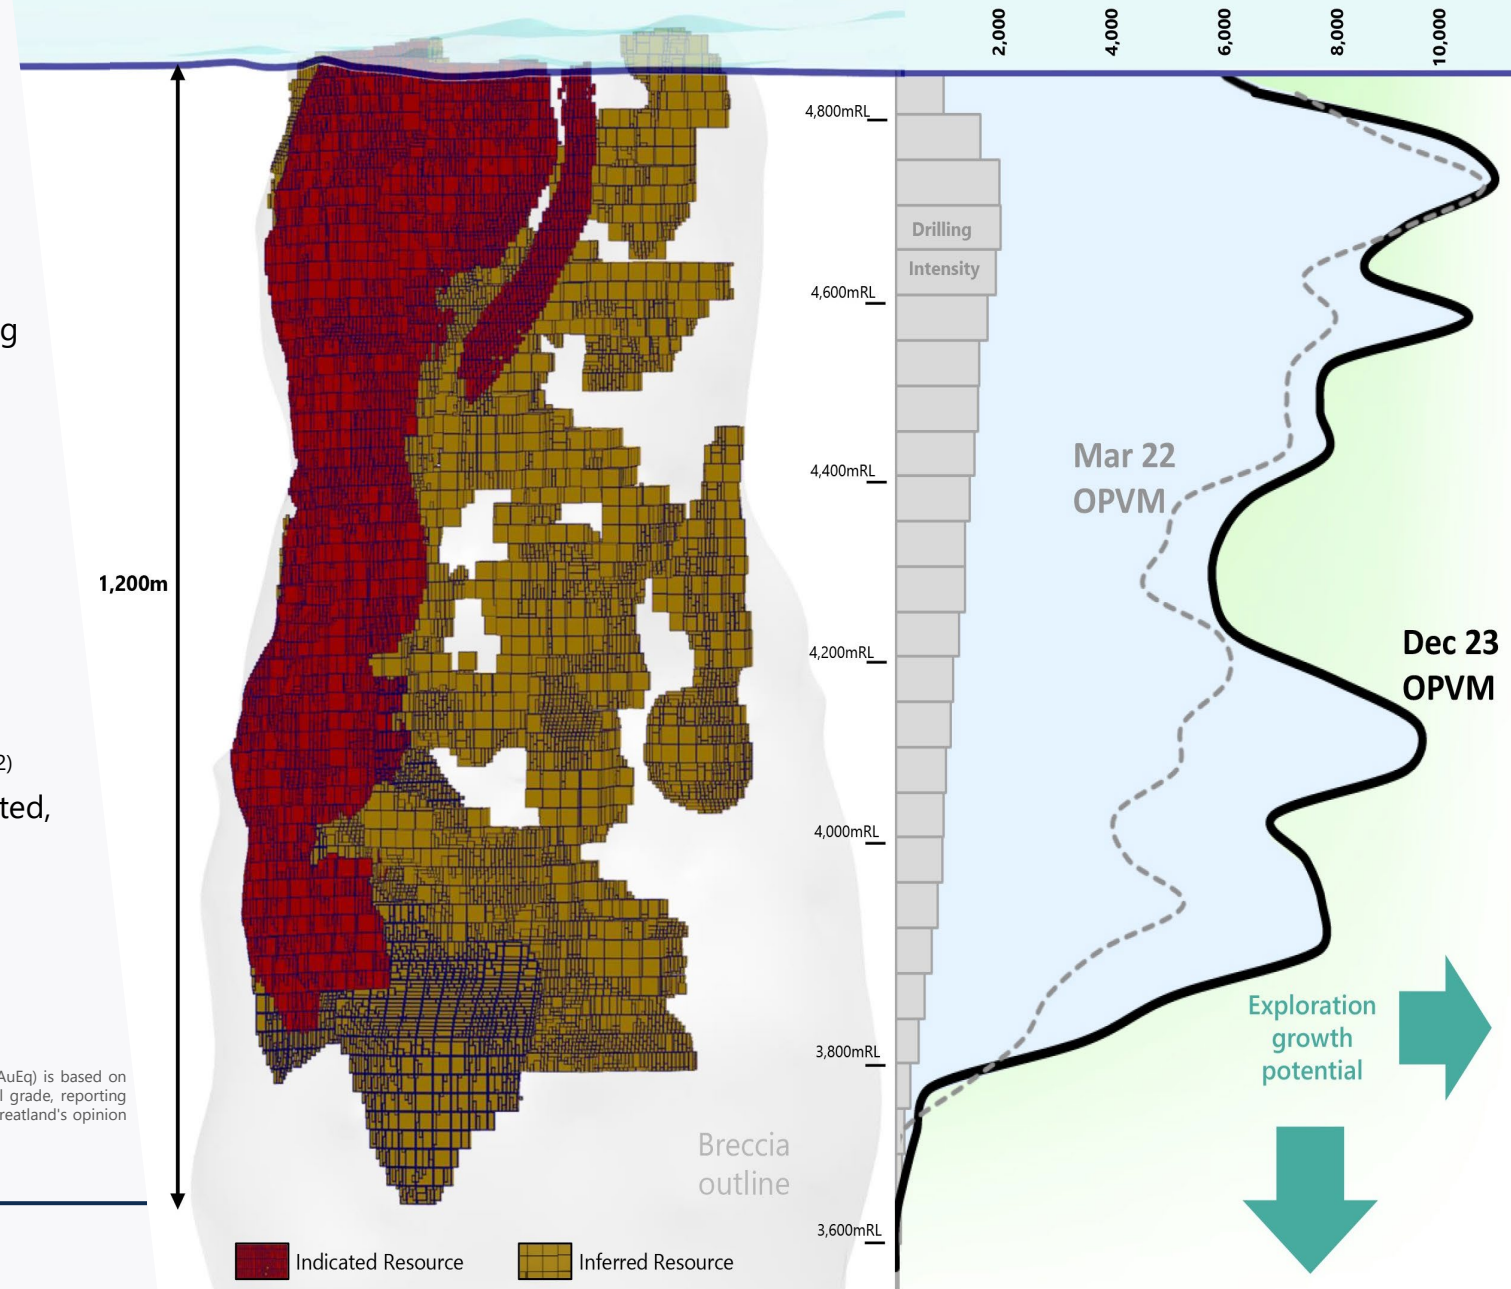 g
2)
ted,
AuEq) is based on
l grade, reporting
reatland's opinion
1,200m
Breccia
outline
Indicated Resource
Inferred Resource
2,000
4,000
6,000
8,000
10,000
4,800mRL
4,600mRL
4,400mRL
4,200mRL
4,000mRL
3,800mRL
3,600mRL
Drilling
Intensity
Mar 22
OPVM
Dec 23
OPVM
Exploration
growth
potential